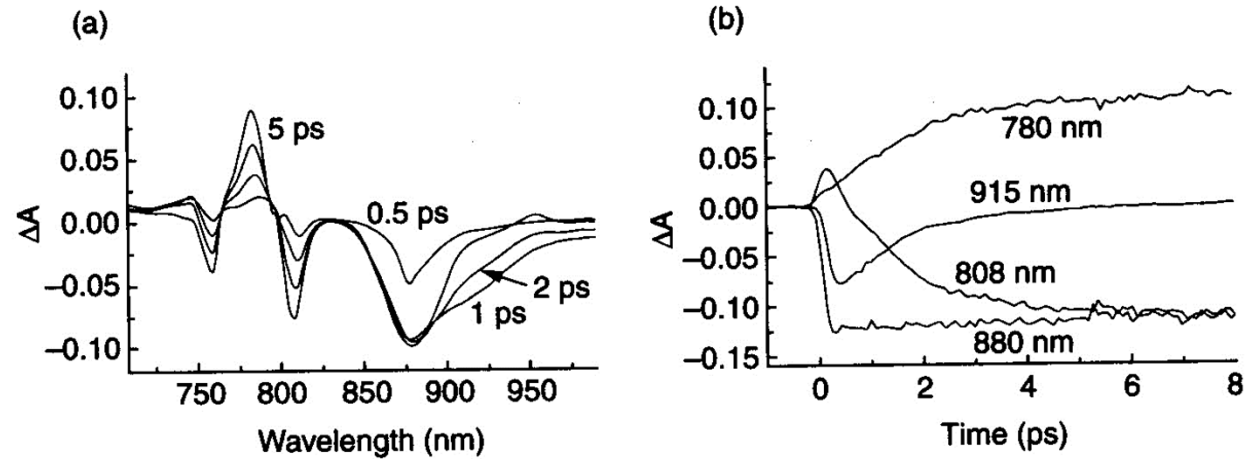 (a)
0.10
0.05
0.00
−0.05
−0.10
ΔA
5 ps
0.5 ps
2 ps
1 ps
750 800 850 900 950
Wavelength (nm)
(b)
0.10
0.05
0.00
−0.05
−0.10
−0.15
ΔA
780 nm
915 nm
808 nm
880 nm
0 2 4 6 8
Time (ps)